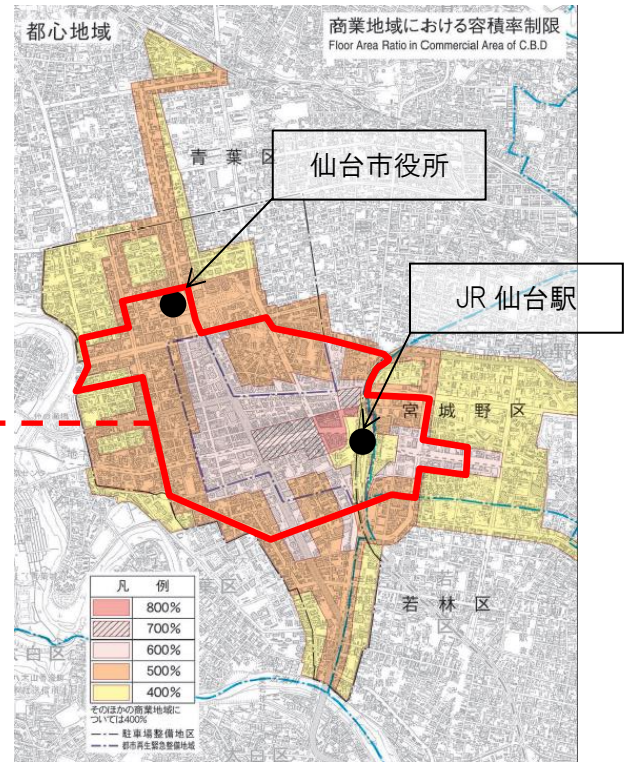 都心地域
商業地域における容積率制限
Floor Area Ratio in Commercial Area of C.B.D
青葉区
仙台市役所
JR 仙台駅
宮城野区
若林区
凡 例
800%
700%
600%
500%
400%
そのほかの商業地域に
ついては400%
駐車場整備地区
都市再生緊急整備地域